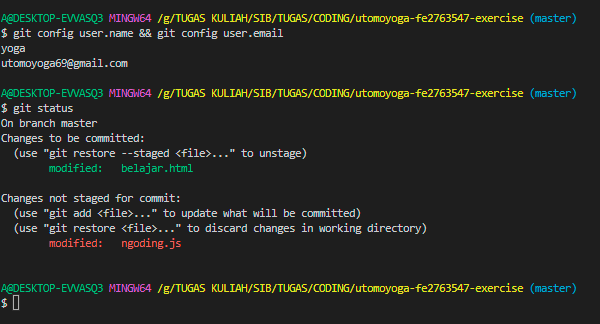 A@DESKTOP-EVVASQ3 MINGW64 /g/TUGAS KULIAH/SIB/TUGAS/CODING/utomoyoga-fe2763547-exercise (master)
$ git config user.name && git config user.email
yoga
utomoyoga69@gmail.com

A@DESKTOP-EVVASQ3 MINGW64 /g/TUGAS KULIAH/SIB/TUGAS/CODING/utomoyoga-fe2763547-exercise (master)
$ git status
On branch master
Changes to be committed:
  (use "git restore --staged <file>..." to unstage)
        modified:   belajar.html

Changes not staged for commit:
  (use "git add <file>..." to update what will be committed)
  (use "git restore <file>..." to discard changes in working directory)
        modified:   ngoding.js

A@DESKTOP-EVVASQ3 MINGW64 /g/TUGAS KULIAH/SIB/TUGAS/CODING/utomoyoga-fe2763547-exercise (master)
$